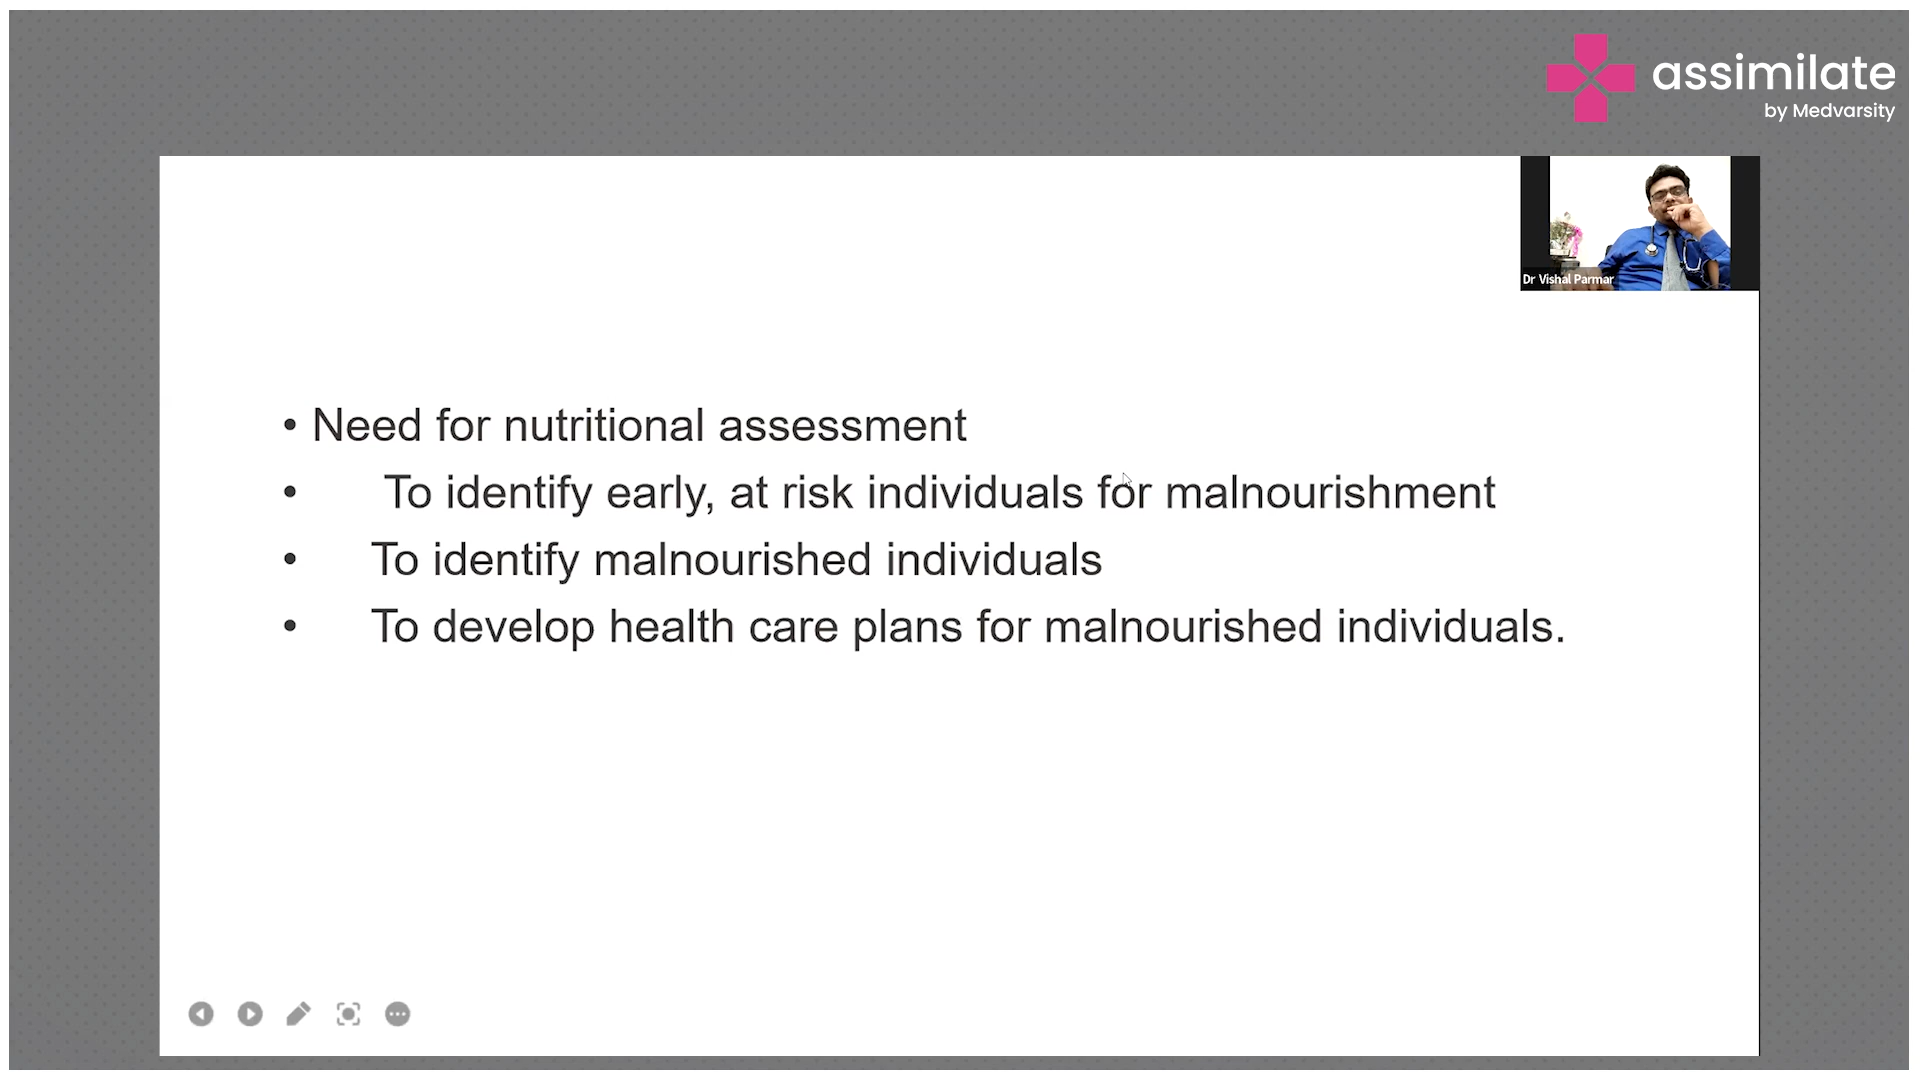 assimilate
by Medvarsity
Dr Vishal Parmar
• Need for nutritional assessment
• To identify early, at risk individuals for malnourishment
• To identify malnourished individuals
• To develop health care plans for malnourished individuals.